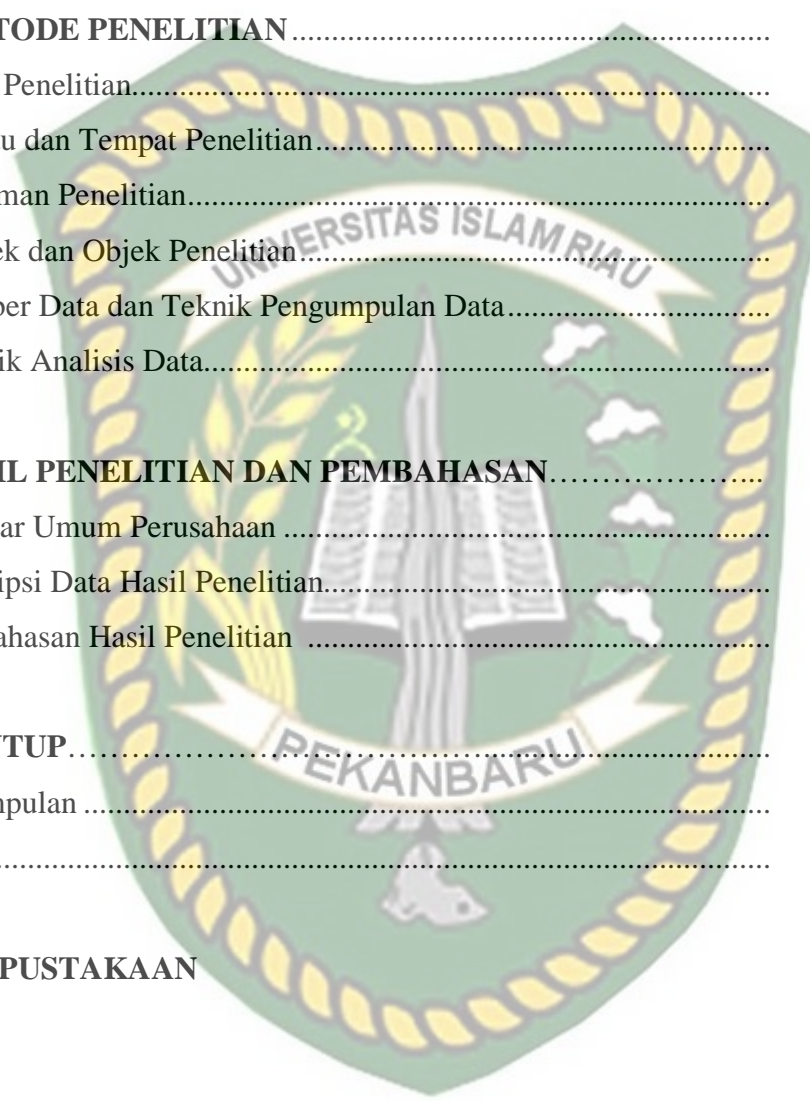 TODE PENELITIAN........................................................................
Penelitian........................................................................
u dan Tempat Penelitian........................................................................
man Penelitian........................................................................
UNIVERSITAS ISLAM RIAU
ek dan Objek Penelitian........................................................................
ber Data dan Teknik Pengumpulan Data........................................................................
ik Analisis Data........................................................................
IL PENELITIAN DAN PEMBAHASAN…………………...
ar Umum Perusahaan ........................................................................
ipsi Data Hasil Penelitian........................................................................
ahasan Hasil Penelitian ........................................................................
UTUP……………………........................................................................
PEKANBARU
mpulan ........................................................................
........................................................................
PUSTAKAAN